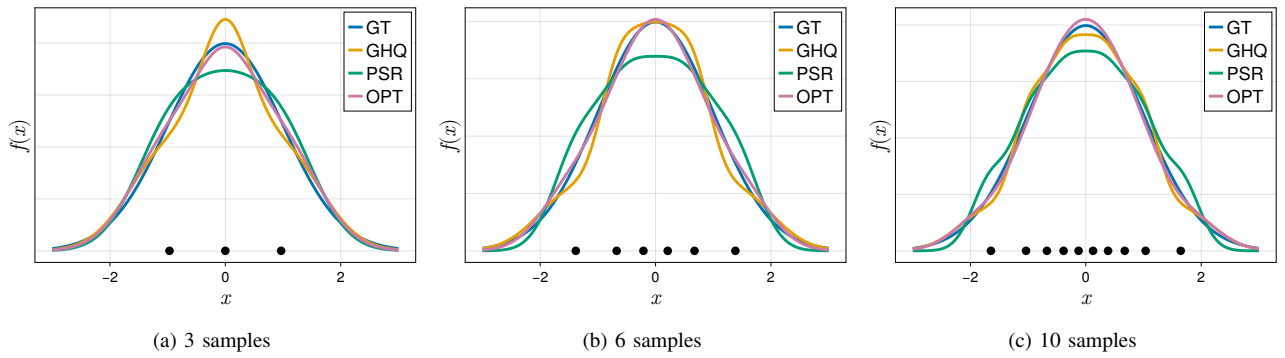 GT
GHQ
PSR
OPT
f(x)
−2
0
2
x
(a) 3 samples
GT
GHQ
PSR
OPT
f(x)
−2
0
2
x
(b) 6 samples
GT
GHQ
PSR
OPT
f(x)
−2
0
2
x
(c) 10 samples